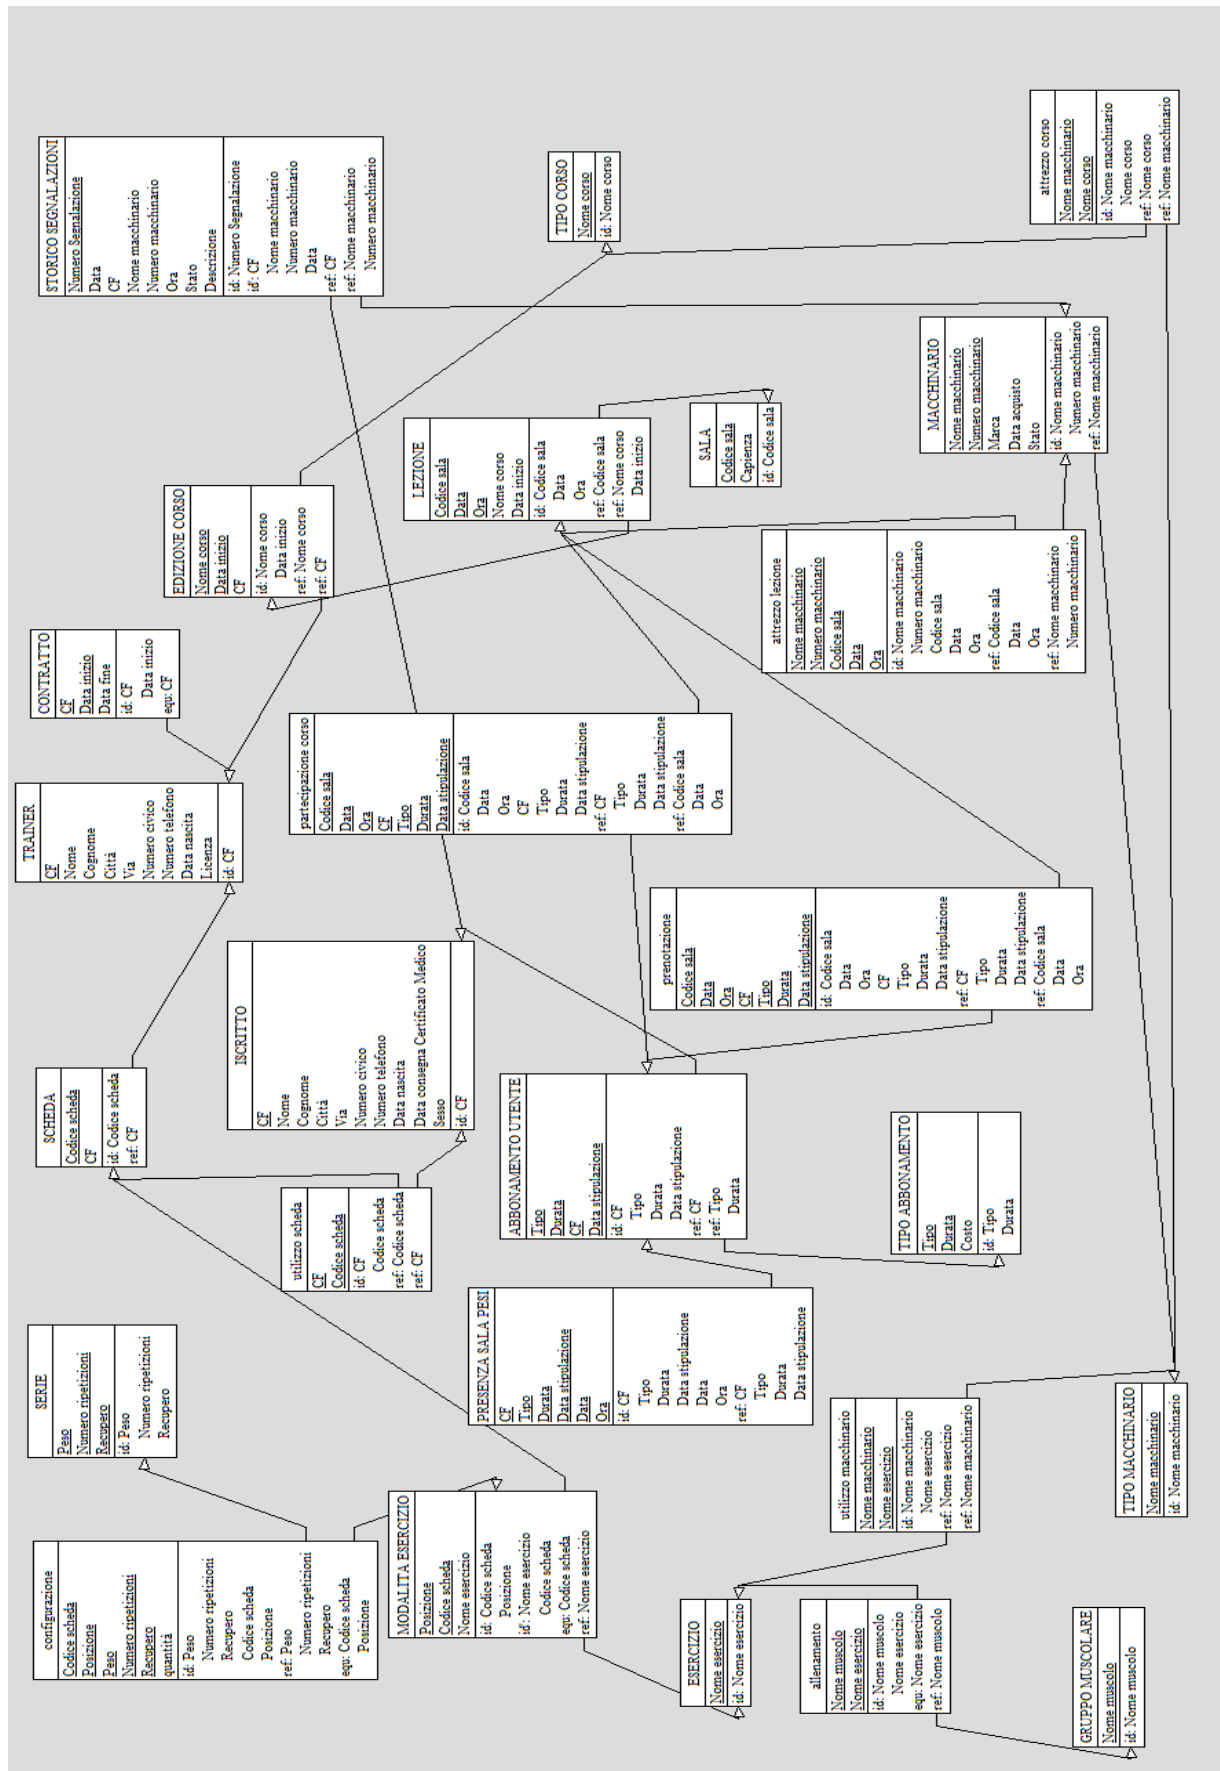 configurazione
Codice scheda
Posizione
Peso
Numero ripetizioni
Recupero
quantità
id: Peso
Numero ripetizioni
Recupero
Codice scheda
Posizione
ref: Peso
Numero ripetizioni
Recupero
equ: Codice scheda
Posizione
SERIE
Peso
Numero ripetizioni
Recupero
id: Peso
Numero ripetizioni
Recupero
SCHEDA
Codice scheda
CF
id: Codice scheda
ref: CF
TRAINER
CF
Nome
Cognome
Città
Via
Numero civico
Numero telefono
Data nascita
Licenza
id: CF
CONTRATTO
CF
Data inizio
Data fine
id: CF
Data inizio
equ: CF
STORICO SEGNALAZIONI
Numero Segnalazione
Data
CF
Nome macchinario
Numero macchinario
Ora
Stato
Descrizione
id: Numero Segnalazione
id': CF
Nome macchinario
Numero macchinario
Data
ref: CF
ref: Nome macchinario
Numero macchinario
EDIZIONE CORSO
Nome corso
Data inizio
CF
id: Nome corso
Data inizio
ref: Nome corso
ref: CF
utilizzo scheda
CF
Codice scheda
id: CF
Codice scheda
ref: Codice scheda
ref: CF
ISCRITTO
CF
Nome
Cognome
Città
Via
Numero civico
Numero telefono
Data nascita
Data consegna Certificato Medico
Sesso
id: CF
partecipazione corso
Codice sala
Data
Ora
CF
Tipo
Durata
Data stipulazione
id: Codice sala
Data
Ora
CF
Tipo
Durata
Data stipulazione
ref: CF
Tipo
Durata
Data stipulazione
ref: Codice sala
Data
Ora
MODALITA ESERCIZIO
Posizione
Codice scheda
Nome esercizio
id: Codice scheda
Posizione
id': Nome esercizio
Codice scheda
equ: Codice scheda
ref: Nome esercizio
PRESENZA SALA PESI
CF
Tipo
Durata
Data stipulazione
Data
Ora
id: CF
Tipo
Durata
Data stipulazione
Data
Ora
ref: CF
Tipo
Durata
Data stipulazione
ABBONAMENTO UTENTE
Tipo
Durata
CF
Data stipulazione
id: CF
Tipo
Durata
Data stipulazione
ref: CF
ref: Tipo
Durata
LEZIONE
Codice sala
Data
Ora
Nome corso
Data inizio
id: Codice sala
Data
Ora
ref: Codice sala
ref: Nome corso
Data inizio
TIPO CORSO
Nome corso
id: Nome corso
prenotazione
Codice sala
Data
Ora
CF
Tipo
Durata
Data stipulazione
id: Codice sala
Data
Ora
CF
Tipo
Durata
Data stipulazione
ref: CF
Tipo
Durata
Data stipulazione
ref: Codice sala
Data
Ora
SALA
Codice sala
Capienza
id: Codice sala
ESERCIZIO
Nome esercizio
id: Nome esercizio
attrezzo lezione
Nome macchinario
Numero macchinario
Codice sala
Data
Ora
id: Nome macchinario
Numero macchinario
Codice sala
Data
Ora
ref: Codice sala
Data
Ora
ref: Nome macchinario
Numero macchinario
allenamento
Nome muscolo
Nome esercizio
id: Nome muscolo
Nome esercizio
equ: Nome esercizio
ref: Nome muscolo
utilizzo macchinario
Nome macchinario
Nome esercizio
id: Nome macchinario
Nome esercizio
ref: Nome esercizio
ref: Nome macchinario
TIPO ABBONAMENTO
Tipo
Durata
Costo
id: Tipo
Durata
MACCHINARIO
Nome macchinario
Numero macchinario
Marca
Data acquisto
Stato
id: Nome macchinario
Numero macchinario
ref: Nome macchinario
attrezzo corso
Nome macchinario
Nome corso
id: Nome macchinario
Nome corso
ref: Nome corso
ref: Nome macchinario
GRUPPO MUSCOLARE
Nome muscolo
id: Nome muscolo
TIPO MACCHINARIO
Nome macchinario
id: Nome macchinario